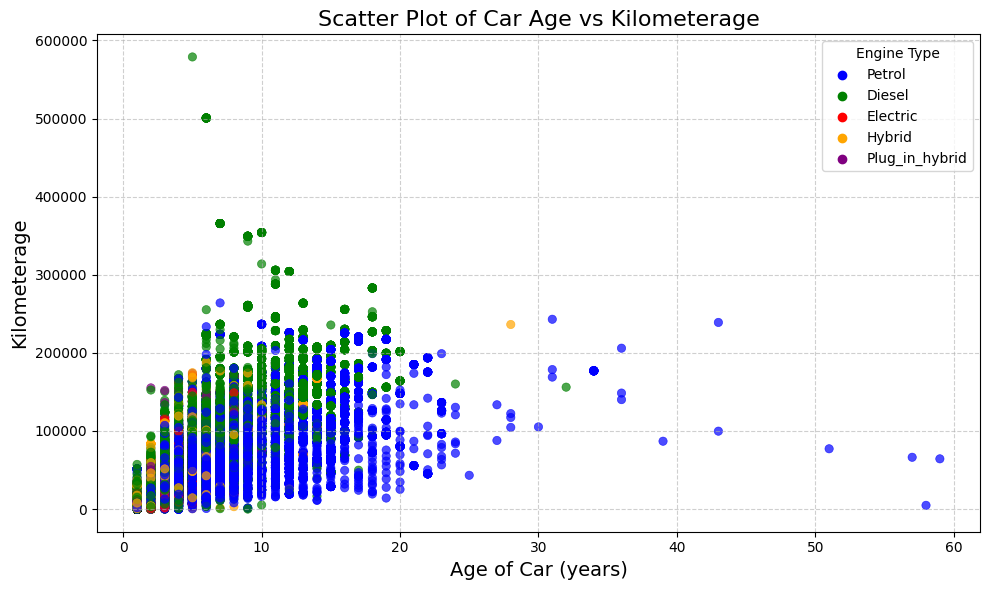 Scatter Plot of Car Age vs Kilometerage
600000
500000
400000
300000
200000
100000
0
Kilometerage
Engine Type
Petrol
Diesel
Electric
Hybrid
Plug_in_hybrid
0 10 20 30 40 50 60
Age of Car (years)